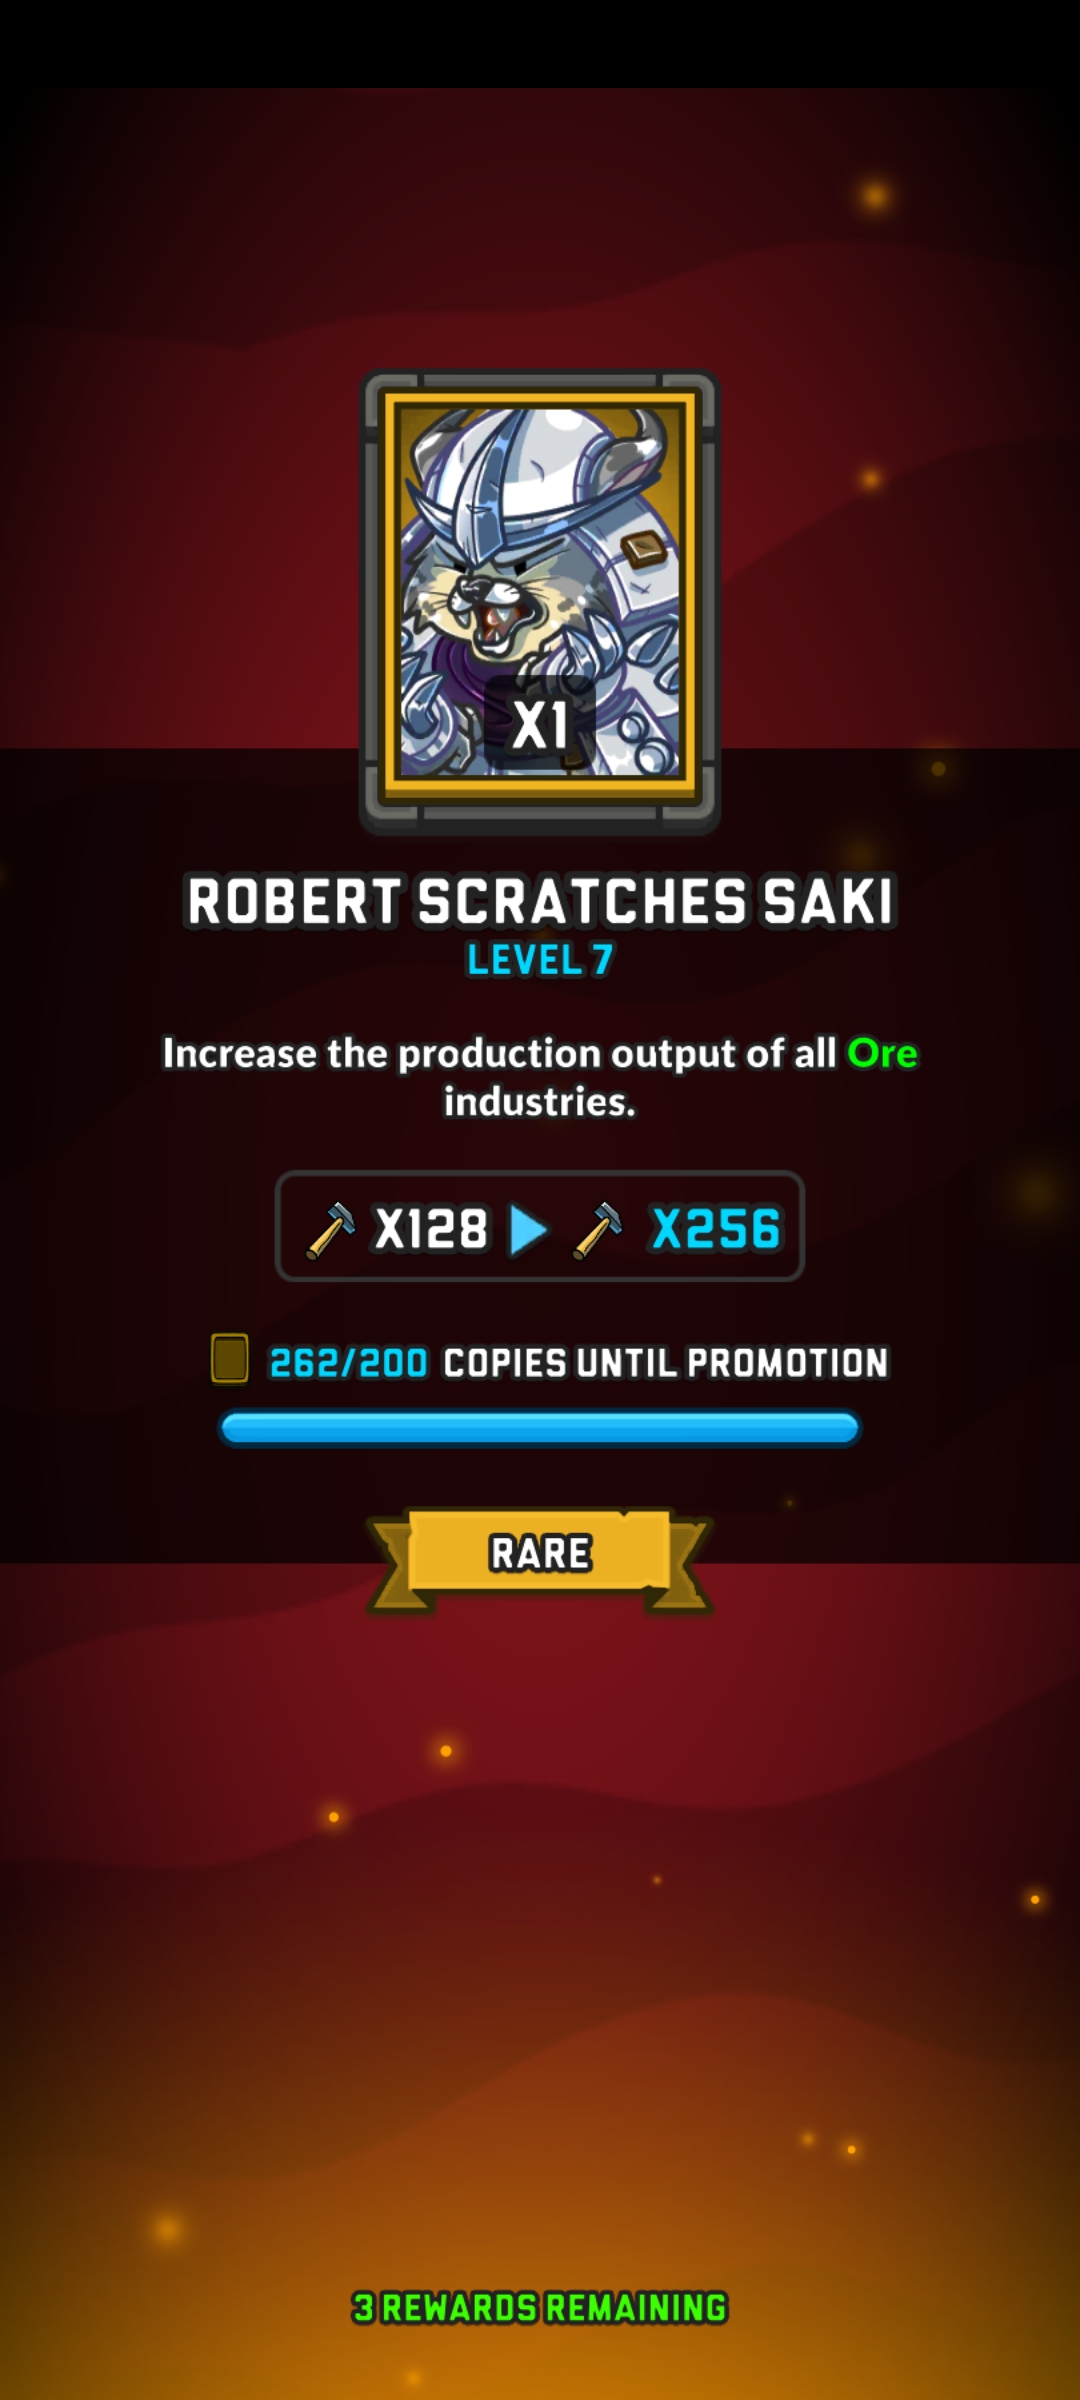 X1
ROBERT SCRATCHES SAKI
LEVEL 7
Increase the production output of all Ore
industries.
X128 X256
262/200 COPIES UNTIL PROMOTION
RARE
3 REWARDS REMAINING